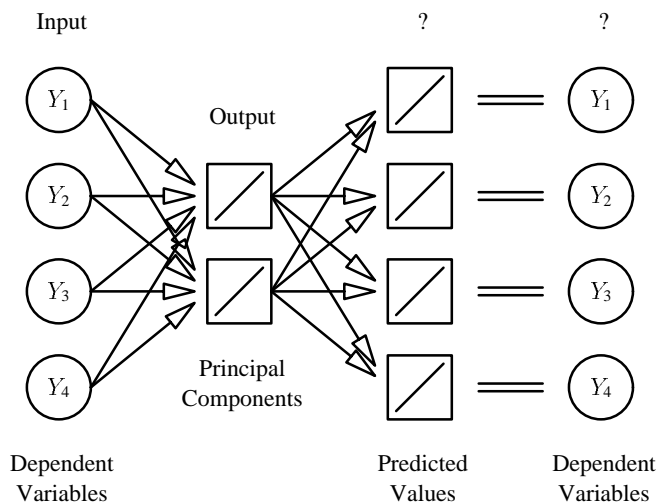 Input
?
?
Y1
Y1
Output
Y2
Y2
Y3
Y3
Principal
Components
Y4
Y4
Dependent
Variables
Predicted
Values
Dependent
Variables